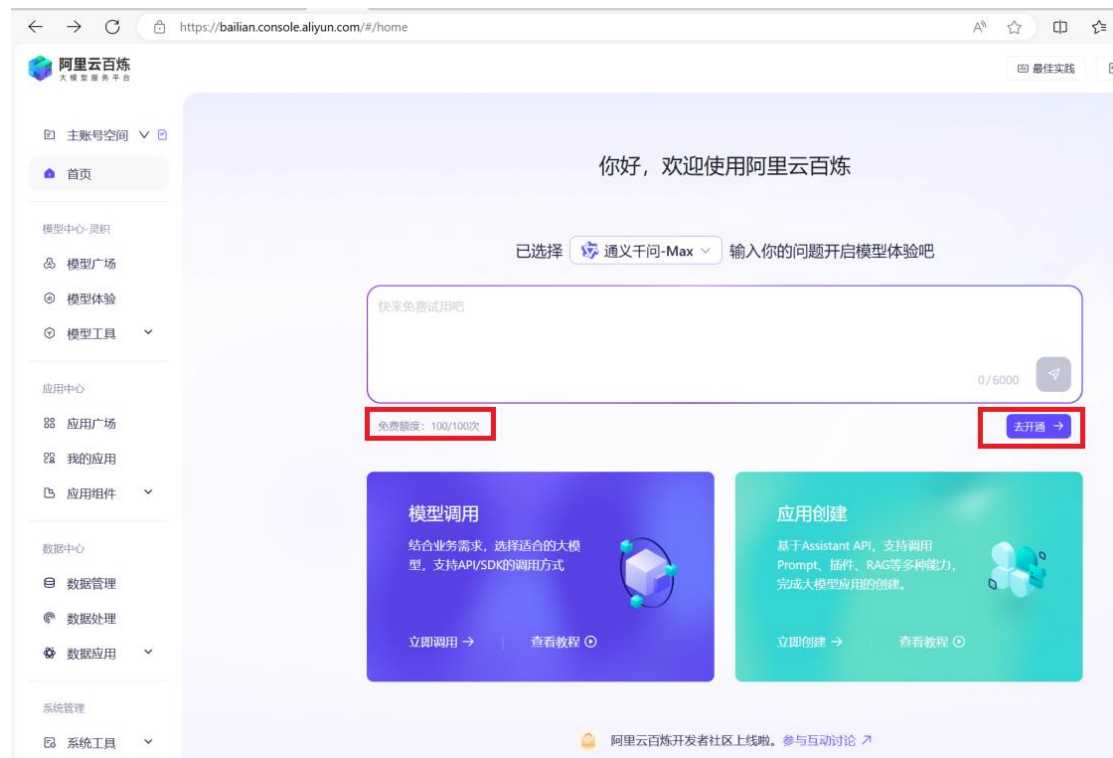 https://bailian.console.aliyun.com/#/home
阿里云百炼
大模型服务平台
最佳实践
主账号空间
首页
模型中心-灵积
模型广场
模型体验
模型工具
应用中心
应用广场
我的应用
应用组件
数据中心
数据管理
数据处理
数据应用
系统管理
系统工具
你好，欢迎使用阿里云百炼
已选择 通义千问-Max 输入你的问题开启模型体验吧
快来免费试用吧
0/6000
免费额度：100/100次
去开通 →
模型调用
结合业务需求，选择适合的大模
型，支持API/SDK的调用方式
立即调用 →
查看教程
应用创建
基于Assistant API，支持调用
Prompt、插件、RAG等多种能力，
完成大模型应用的创建。
立即创建 →
查看教程
阿里云百炼开发者社区上线啦。参与互动讨论 ↗